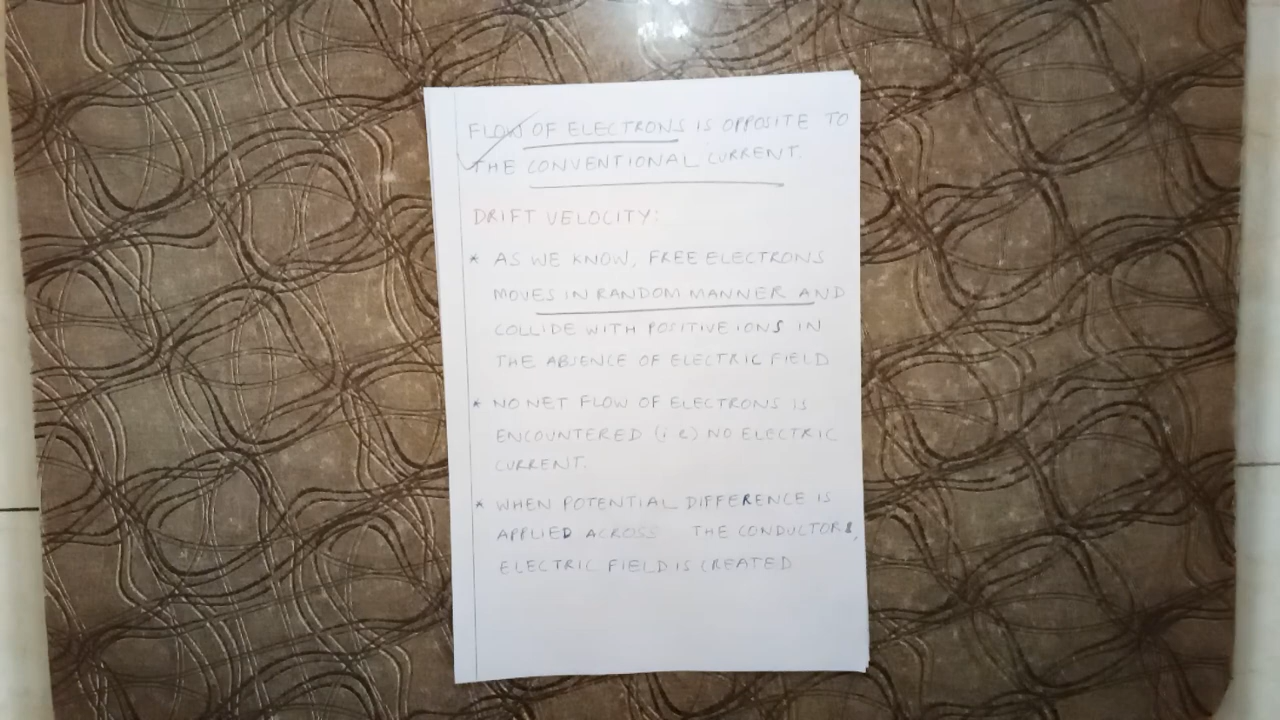 FLOW OF ELECTRONS IS OPPOSITE TO
THE CONVENTIONAL CURRENT.
DRIFT VELOCITY:
* AS WE KNOW, FREE ELECTRONS
MOVES IN RANDOM MANNER AND
COLLIDE WITH POSITIVE IONS IN
THE ABSENCE OF ELECTRIC FIELD
* NO NET FLOW OF ELECTRONS IS
ENCOUNTERED (i e) NO ELECTRIC
CURRENT.
* WHEN POTENTIAL DIFFERENCE IS
APPLIED ACROSS THE CONDUCTORS,
ELECTRIC FIELD IS CREATED